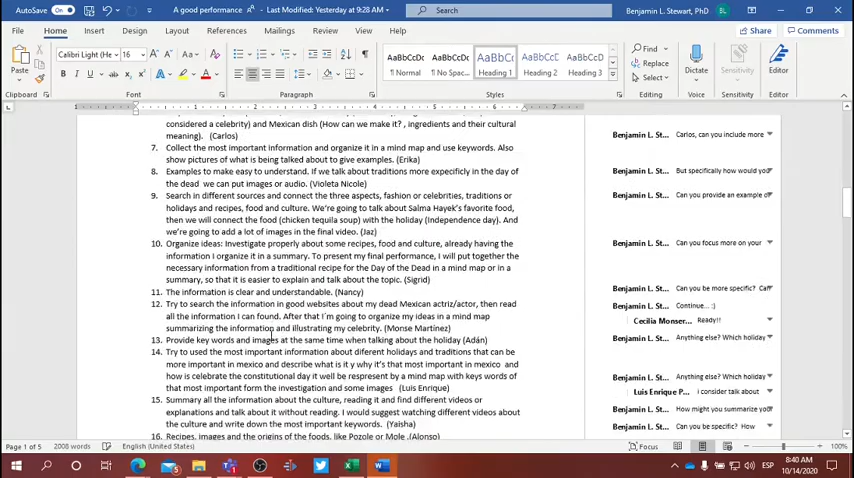 AutoSave On A good performance Last Modified: Yesterday at 9:28 AM Search Benjamin L. Stewart, PhD BL
File Home Insert Draw Design Layout References Mailings Review View Help Share Comments
Paste Calibri Light (He 16 A A Aa AaBbCcDc AaBbCcDc AaBbCc AaBbCcD AaBbCcD Find Replace Select Dictate Sensitivity Editor
B I U ab x x A A 1 Normal 1 No Spac... Heading 1 Heading 2 Heading 3
Clipboard Font Paragraph Styles Editing Voice Sensitivity Editor
considered a celebrity) and Mexican dish (How can we make it? , ingredients and their cultural
meaning). (Carlos)
7. Collect the most important information and organize it in a mind map and use keywords. Also
show pictures of what is being talked about to give examples. (Erika)
8. Examples to make easy to understand. If we talk about traditions more expecificly in the day of
the dead we can put images or audio. (Violeta Nicole)
9. Search in different sources and connect the three aspects, fashion or celebrities, traditions or
holidays and recipes, food and culture. We're going to talk about Salma Hayek's favorite food,
then we will connect the food (chicken tequila soup) with the holiday (Independence day). And
we're going to add a lot of images in the final video. (Jaz)
10. Organize ideas: Investigate properly about some recipes, food and culture, already having the
information I organize it in a summary. To present my final performance, I will put together the
necessary information from a traditional recipe for the Day of the Dead in a mind map or in a
summary, so that it is easier to explain and talk about the topic. (Sigrid)
11. The information is clear and understandable. (Nancy)
12. Try to search the information in good websites about my dead Mexican actriz/actor, then read
all the information I can found. After that I´m going to organize my ideas in a mind map
summarizing the information and illustrating my celebrity. (Monse Martínez)
13. Provide key words and images at the same time when talking about the holiday (Adán)
14. Try to used the most important information about diferent holidays and traditions that can be
more important in mexico and describe what is it y why it's that most important in mexico and
how is celebrate the constitutional day it well be respresent by a mind map with keys words of
that most important form the investigation and some images (Luis Enrique)
15. Summary all the information about the culture, reading it and find different videos or
explanations and talk about it without reading. I would suggest watching different videos about
the culture and write down the most important keywords. (Yaisha)
16. Recipes, images and the origins of the foods, like Pozole or Mole .(Alonso)
Benjamin L. St... Carlos, can you include more
Benjamin L. St... But specifically how would you
Benjamin L. St... Can you provide an example o
Benjamin L. St... Can you focus more on your
Benjamin L. St... Can you be more specific?
Benjamin L. St... Continue... :)
Cecilia Monser... Ready!!
Benjamin L. St... Anything else? Which holiday
Benjamin L. St... Anything else? Which holiday
Luis Enrique P... i consider talk about
Benjamin L. St... How might you summarize you
Benjamin L. St... Can you be specific? How
Page 1 of 5 2008 words English (United States) Focus 100%
ESP 8:40 AM
10/14/2020